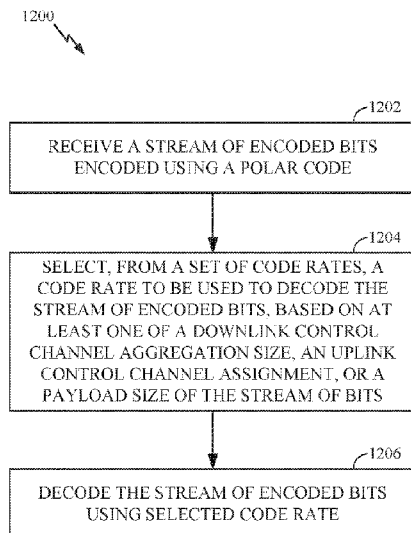 1200
1202
RECEIVE A STREAM OF ENCODED BITS
ENCODED USING A POLAR CODE
1204
SELECT, FROM A SET OF CODE RATES, A
CODE RATE TO BE USED TO DECODE THE
STREAM OF ENCODED BITS, BASED ON AT
LEAST ONE OF A DOWNLINK CONTROL
CHANNEL AGGREGATION SIZE, AN UPLINK
CONTROL CHANNEL ASSIGNMENT, OR A
PAYLOAD SIZE OF THE STREAM OF BITS
1206
DECODE THE STREAM OF ENCODED BITS
USING SELECTED CODE RATE